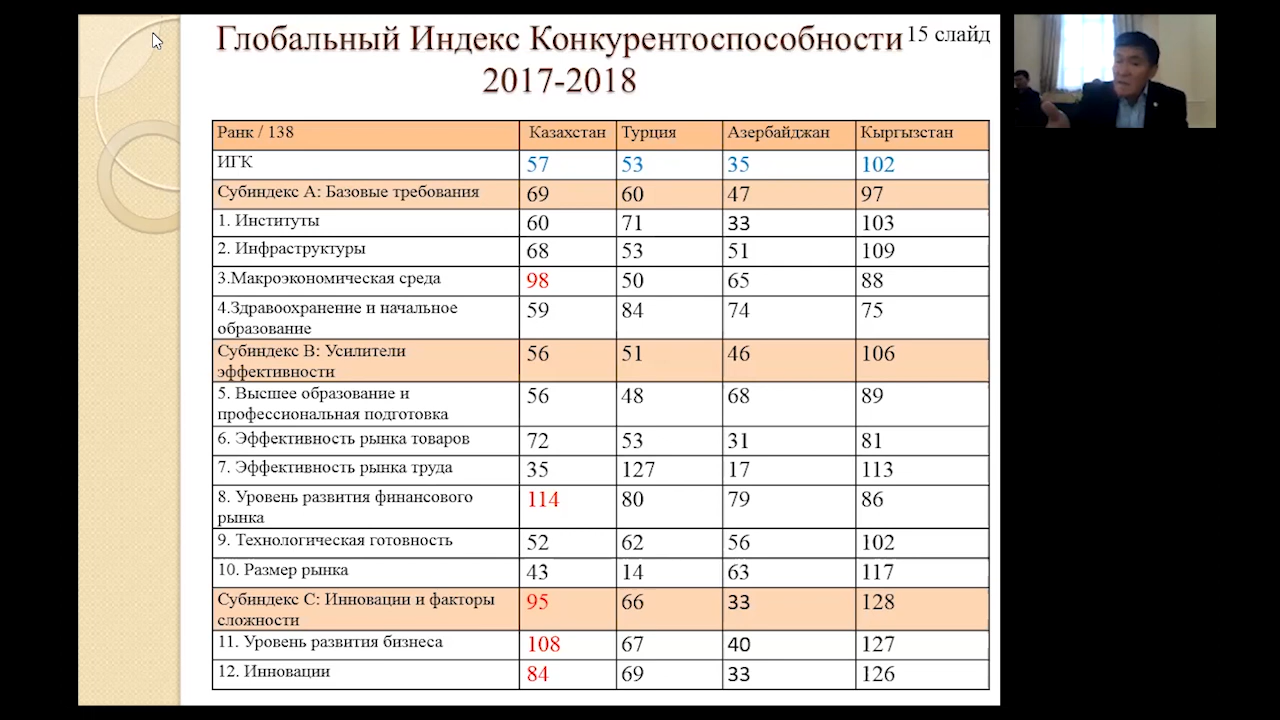 Глобальный Индекс Конкурентоспособности
2017-2018
15 слайд
Ранк / 138 Казахстан Турция Азербайджан Кыргызстан
ИГК 57 53 35 102
Субиндекс А: Базовые требования 69 60 47 97
1. Институты 60 71 33 103
2. Инфраструктуры 68 53 51 109
3.Макроэкономическая среда 98 50 65 88
4.Здравоохранение и начальное 59 84 74 75
образование
Субиндекс В: Усилители 56 51 46 106
эффективности
5. Высшее образование и 56 48 68 89
профессиональная подготовка
6. Эффективность рынка товаров 72 53 31 81
7. Эффективность рынка труда 35 127 17 113
8. Уровень развития финансового 114 80 79 86
рынка
9. Технологическая готовность 52 62 56 102
10. Размер рынка 43 14 63 117
Субиндекс С: Инновации и факторы 95 66 33 128
сложности
11. Уровень развития бизнеса 108 67 40 127
12. Инновации 84 69 33 126